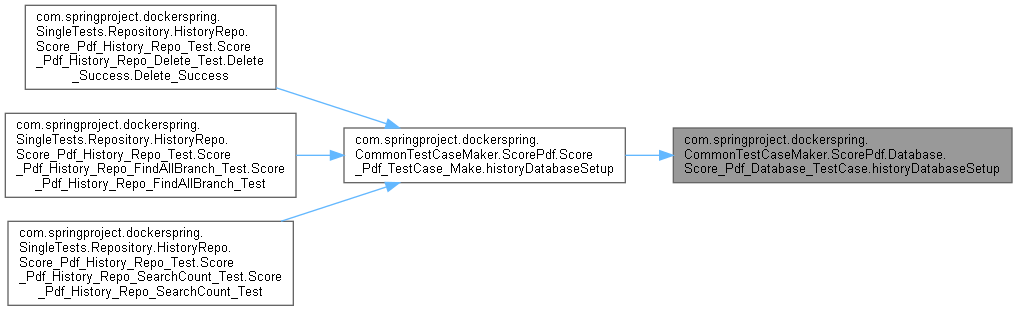 com.springproject.dockerspring.
SingleTests.Repository.HistoryRepo.
Score_Pdf_History_Repo_Test.Score
_Pdf_History_Repo_Delete_Test.Delete
_Success.Delete_Success
com.springproject.dockerspring.
SingleTests.Repository.HistoryRepo.
Score_Pdf_History_Repo_Test.Score
_Pdf_History_Repo_FindAllBranch_Test.Score
_Pdf_History_Repo_FindAllBranch_Test
com.springproject.dockerspring.
SingleTests.Repository.HistoryRepo.
Score_Pdf_History_Repo_Test.Score
_Pdf_History_Repo_SearchCount_Test.Score
_Pdf_History_Repo_SearchCount_Test
com.springproject.dockerspring.
CommonTestCaseMaker.ScorePdf.Score
_Pdf_TestCase_Make.historyDatabaseSetup
com.springproject.dockerspring.
CommonTestCaseMaker.ScorePdf.Database.
Score_Pdf_Database_TestCase.historyDatabaseSetup